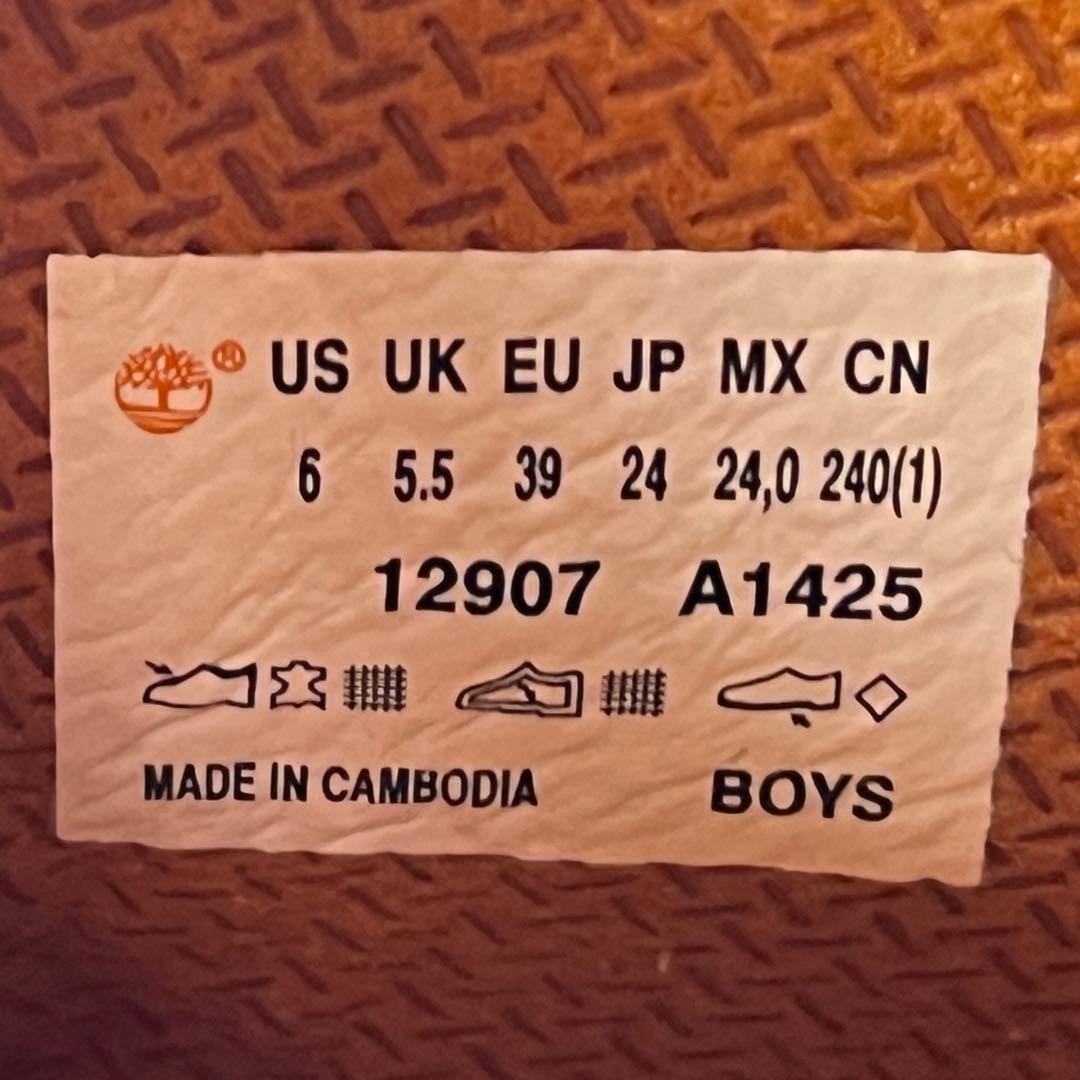 ® US UK EU JP MX CN
6 5.5 39 24 24,0 240(1)
12907 A1425
MADE IN CAMBODIA BOYS